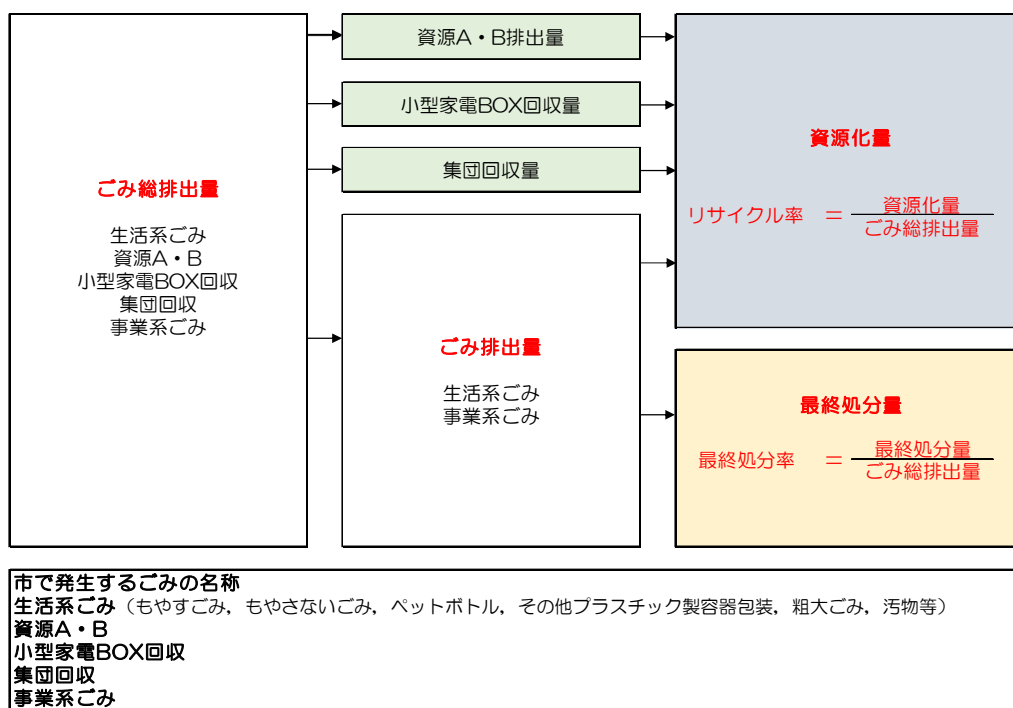 ごみ総排出量
生活系ごみ
資源A・B
小型家電BOX回収
集団回収
事業系ごみ
資源A・B排出量
小型家電BOX回収量
集団回収量
ごみ排出量
生活系ごみ
事業系ごみ
資源化量
リサイクル率 = 資源化量
ごみ総排出量
最終処分量
最終処分率 = 最終処分量
ごみ総排出量
市で発生するごみの名称
生活系ごみ（もやすごみ，もやさないごみ，ペットボトル，その他プラスチック製容器包装，粗大ごみ，汚物等）
資源A・B
小型家電BOX回収
集団回収
事業系ごみ